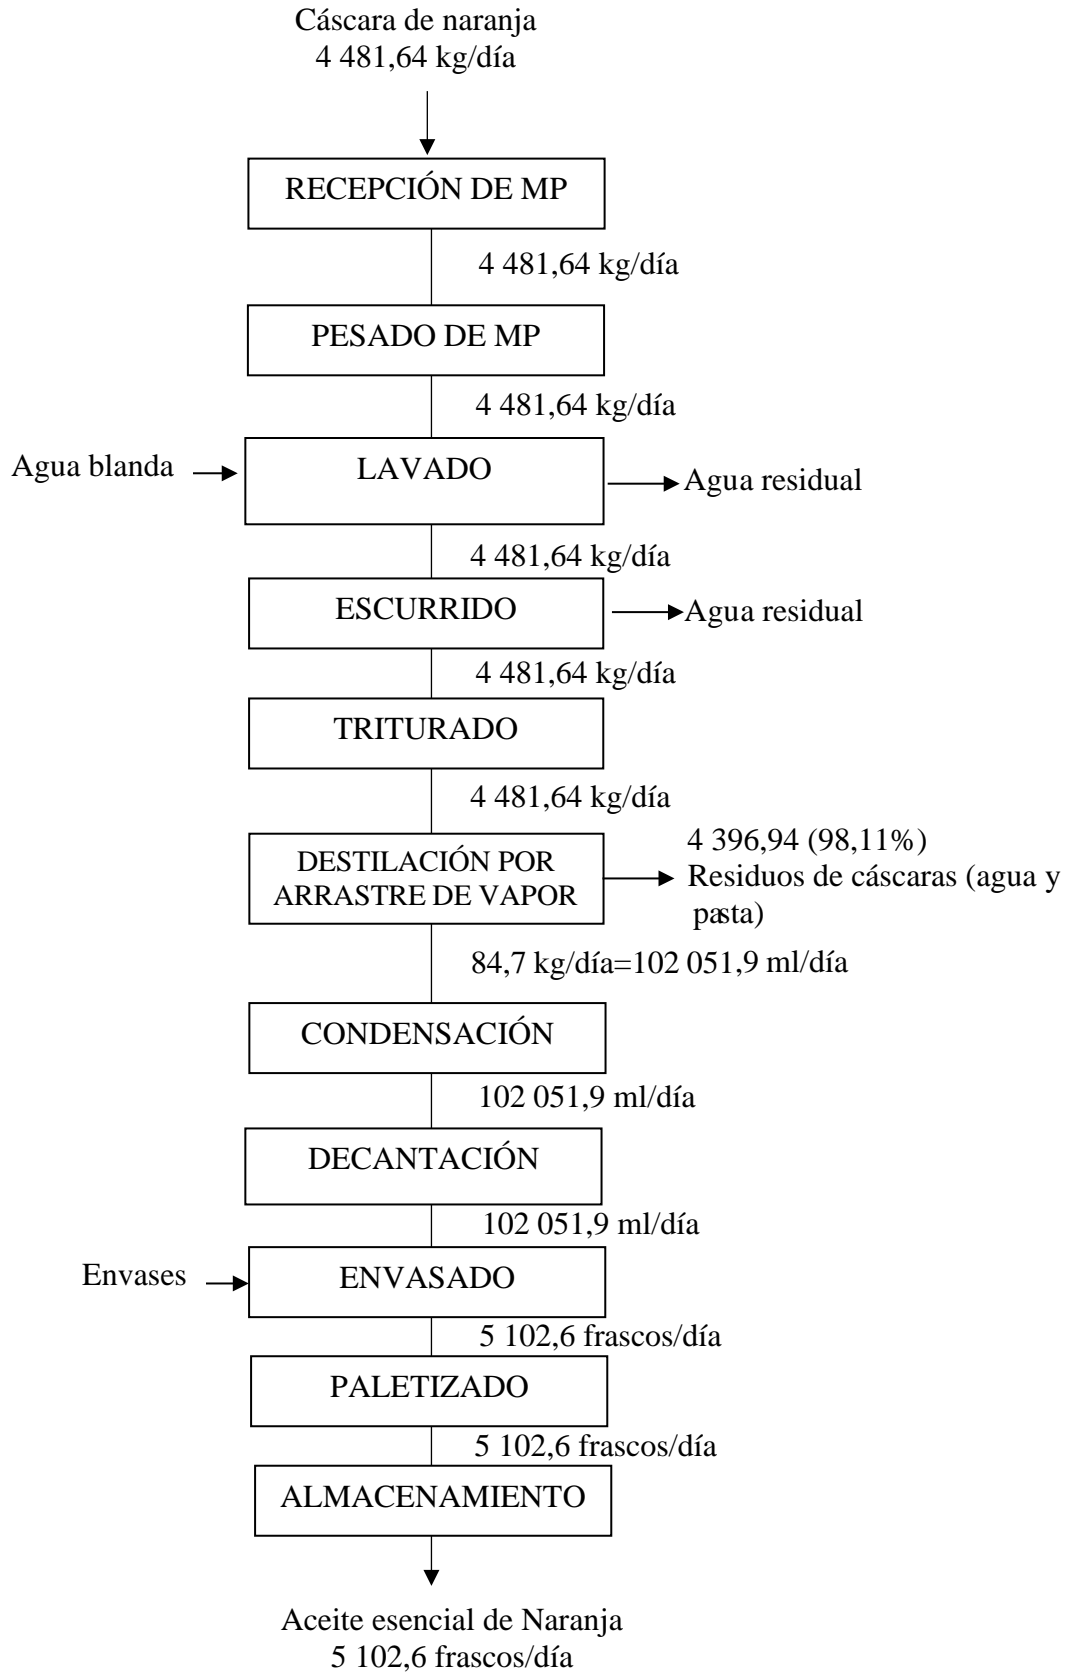 Cáscara de naranja
4 481,64 kg/día
RECEPCIÓN DE MP
4 481,64 kg/día
PESADO DE MP
4 481,64 kg/día
Agua blanda
LAVADO
Agua residual
4 481,64 kg/día
ESCURRIDO
Agua residual
4 481,64 kg/día
TRITURADO
4 481,64 kg/día
DESTILACIÓN POR
ARRASTRE DE VAPOR
4 396,94 (98,11%)
Residuos de cáscaras (agua y
pasta)
84,7 kg/día=102 051,9 ml/día
CONDENSACIÓN
102 051,9 ml/día
DECANTACIÓN
102 051,9 ml/día
Envases
ENVASADO
5 102,6 frascos/día
PALETIZADO
5 102,6 frascos/día
ALMACENAMIENTO
Aceite esencial de Naranja
5 102,6 frascos/día